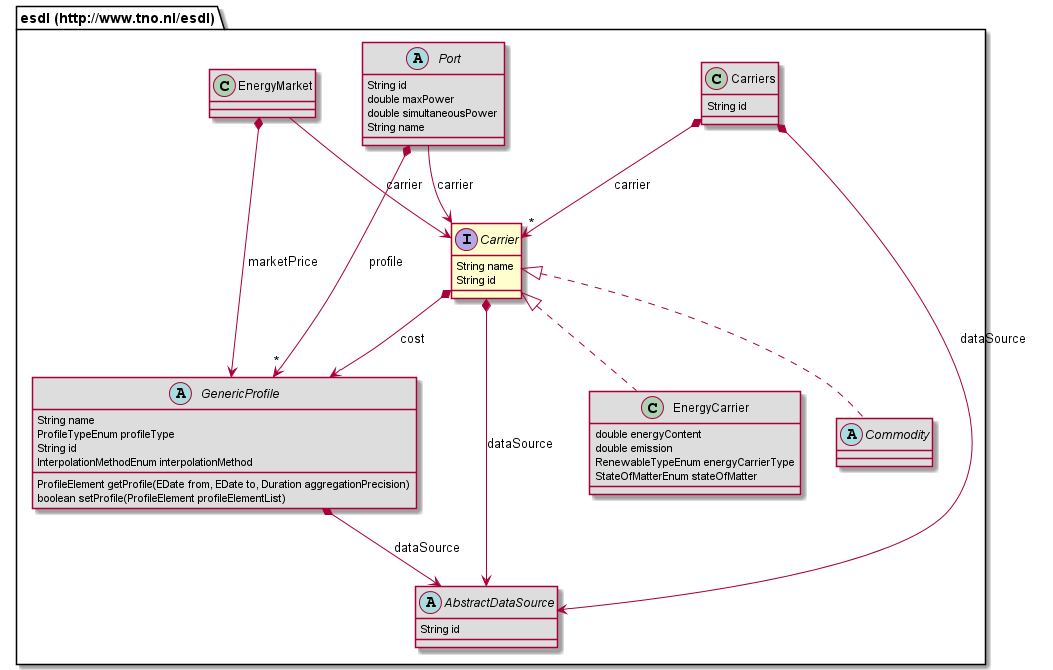 esdl (http://www.tno.nl/esdl)
A Port
String id
double maxPower
double simultaneousPower
String name
C EnergyMarket
C Carriers
String id
carrier
carrier
carrier
*
I Carrier
String name
String id
marketPrice
profile
cost
dataSource
*
A GenericProfile
String name
ProfileTypeEnum profileType
String id
InterpolationMethodEnum interpolationMethod
ProfileElement getProfile(EDate from, EDate to, Duration aggregationPrecision)
boolean setProfile(ProfileElement profileElementList)
C EnergyCarrier
double energyContent
double emission
RenewableTypeEnum energyCarrierType
StateOfMatterEnum stateOfMatter
A Commodity
dataSource
dataSource
A AbstractDataSource
String id